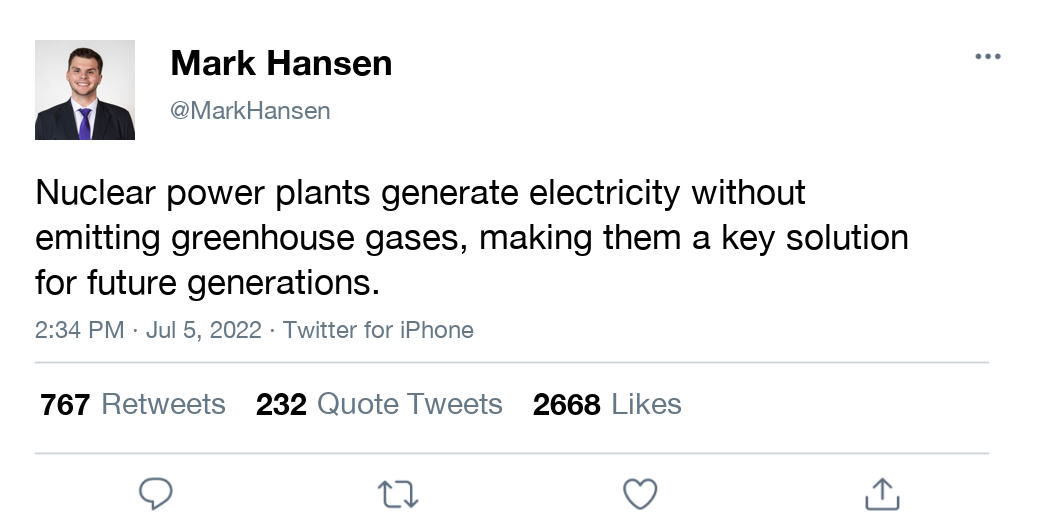 Mark Hansen
@MarkHansen
Nuclear power plants generate electricity without
emitting greenhouse gases, making them a key solution
for future generations.
2:34 PM · Jul 5, 2022 · Twitter for iPhone
767 Retweets 232 Quote Tweets 2668 Likes